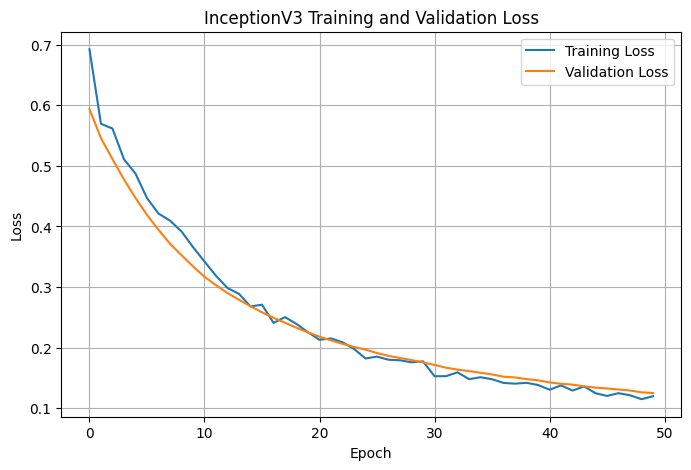 InceptionV3 Training and Validation Loss
Training Loss
Validation Loss
0.7
0.6
0.5
0.4
0.3
0.2
0.1
Loss
0 10 20 30 40 50
Epoch